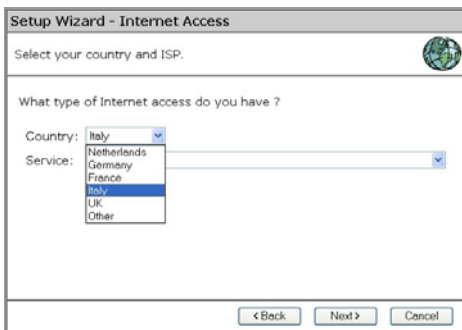 Setup Wizard - Internet Access
Select your country and ISP.
What type of Internet access do you have ?
Country: Italy
Netherlands
Service:
Germany
France
Italy
UK
Other
<Back Next> Cancel